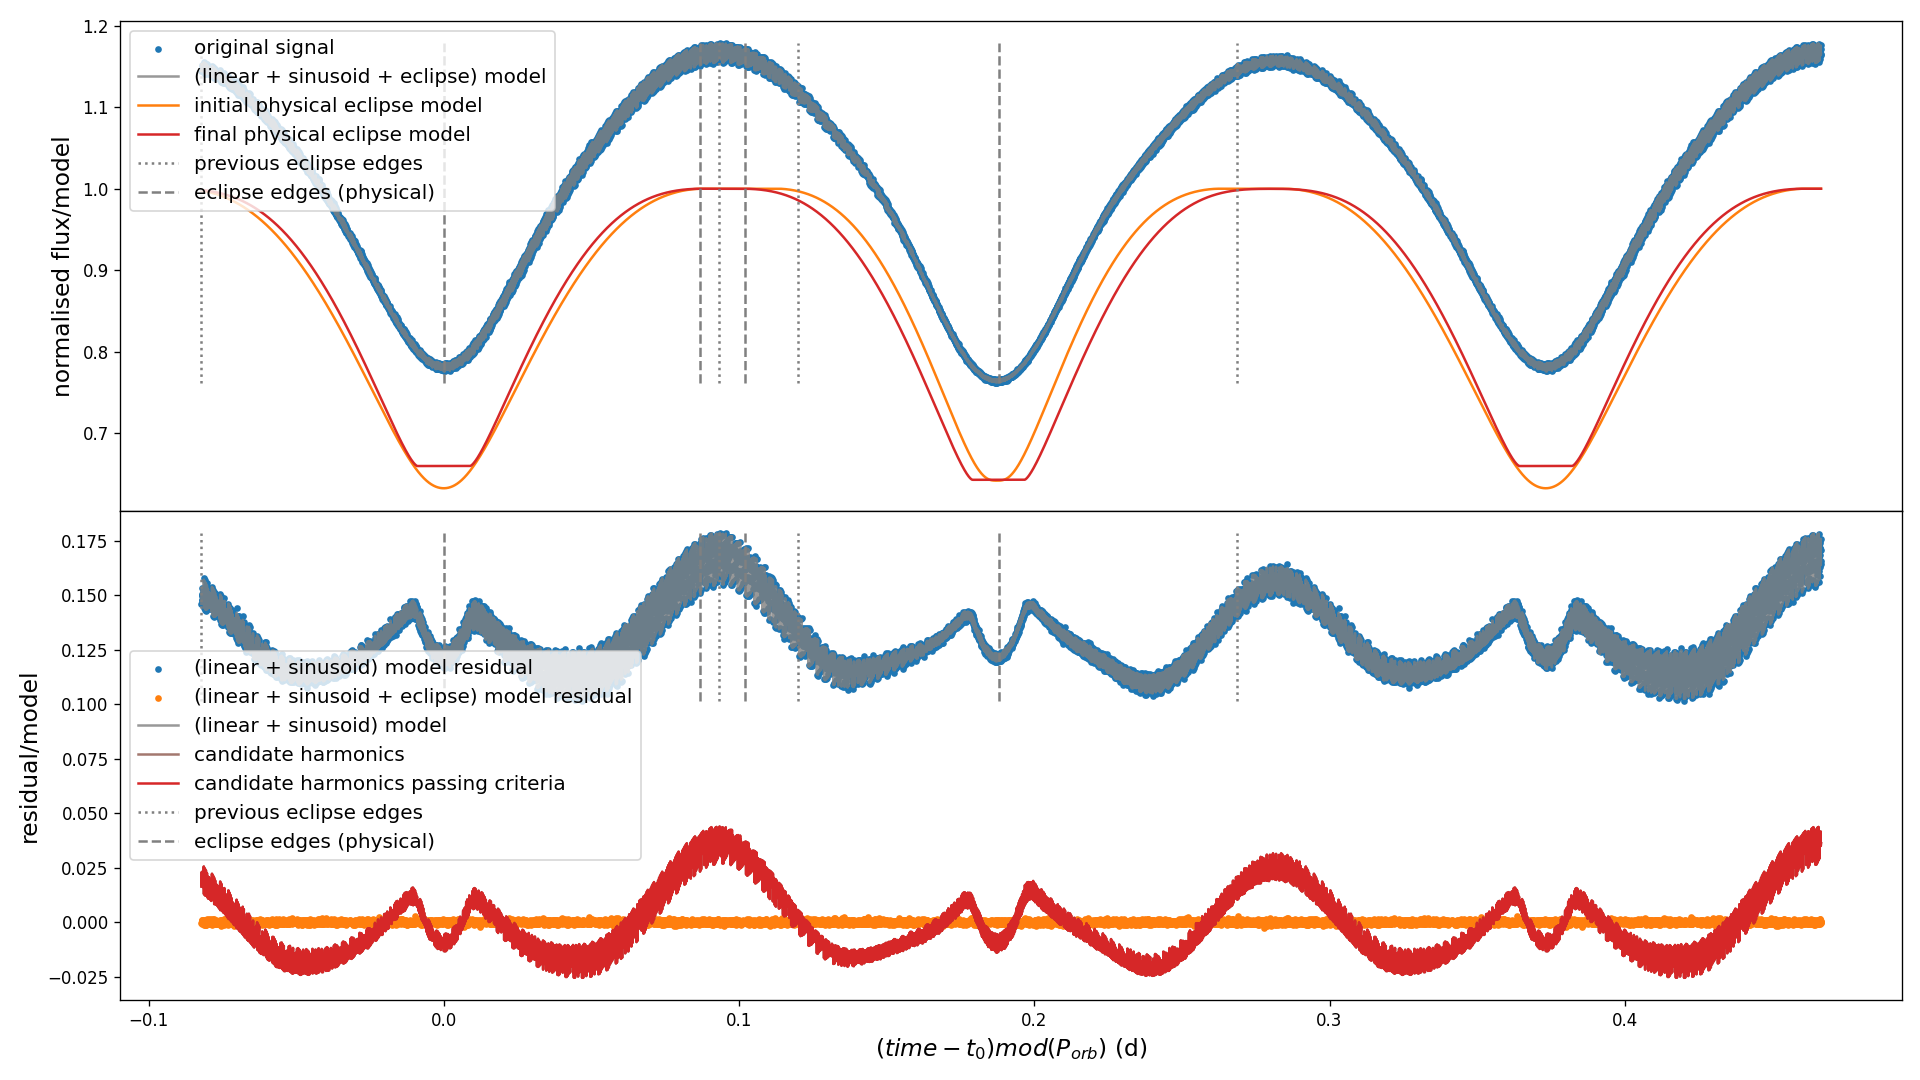 1.2
1.1
1.0
0.9
0.8
0.7
normalised flux/model
original signal
(linear + sinusoid + eclipse) model
initial physical eclipse model
final physical eclipse model
previous eclipse edges
eclipse edges (physical)
0.175
0.150
0.125
0.100
0.075
0.050
0.025
0.000
−0.025
residual/model
(linear + sinusoid) model residual
(linear + sinusoid + eclipse) model residual
(linear + sinusoid) model
candidate harmonics
candidate harmonics passing criteria
previous eclipse edges
eclipse edges (physical)
−0.1 0.0 0.1 0.2 0.3 0.4
(time − t₀)mod(P_orb) (d)